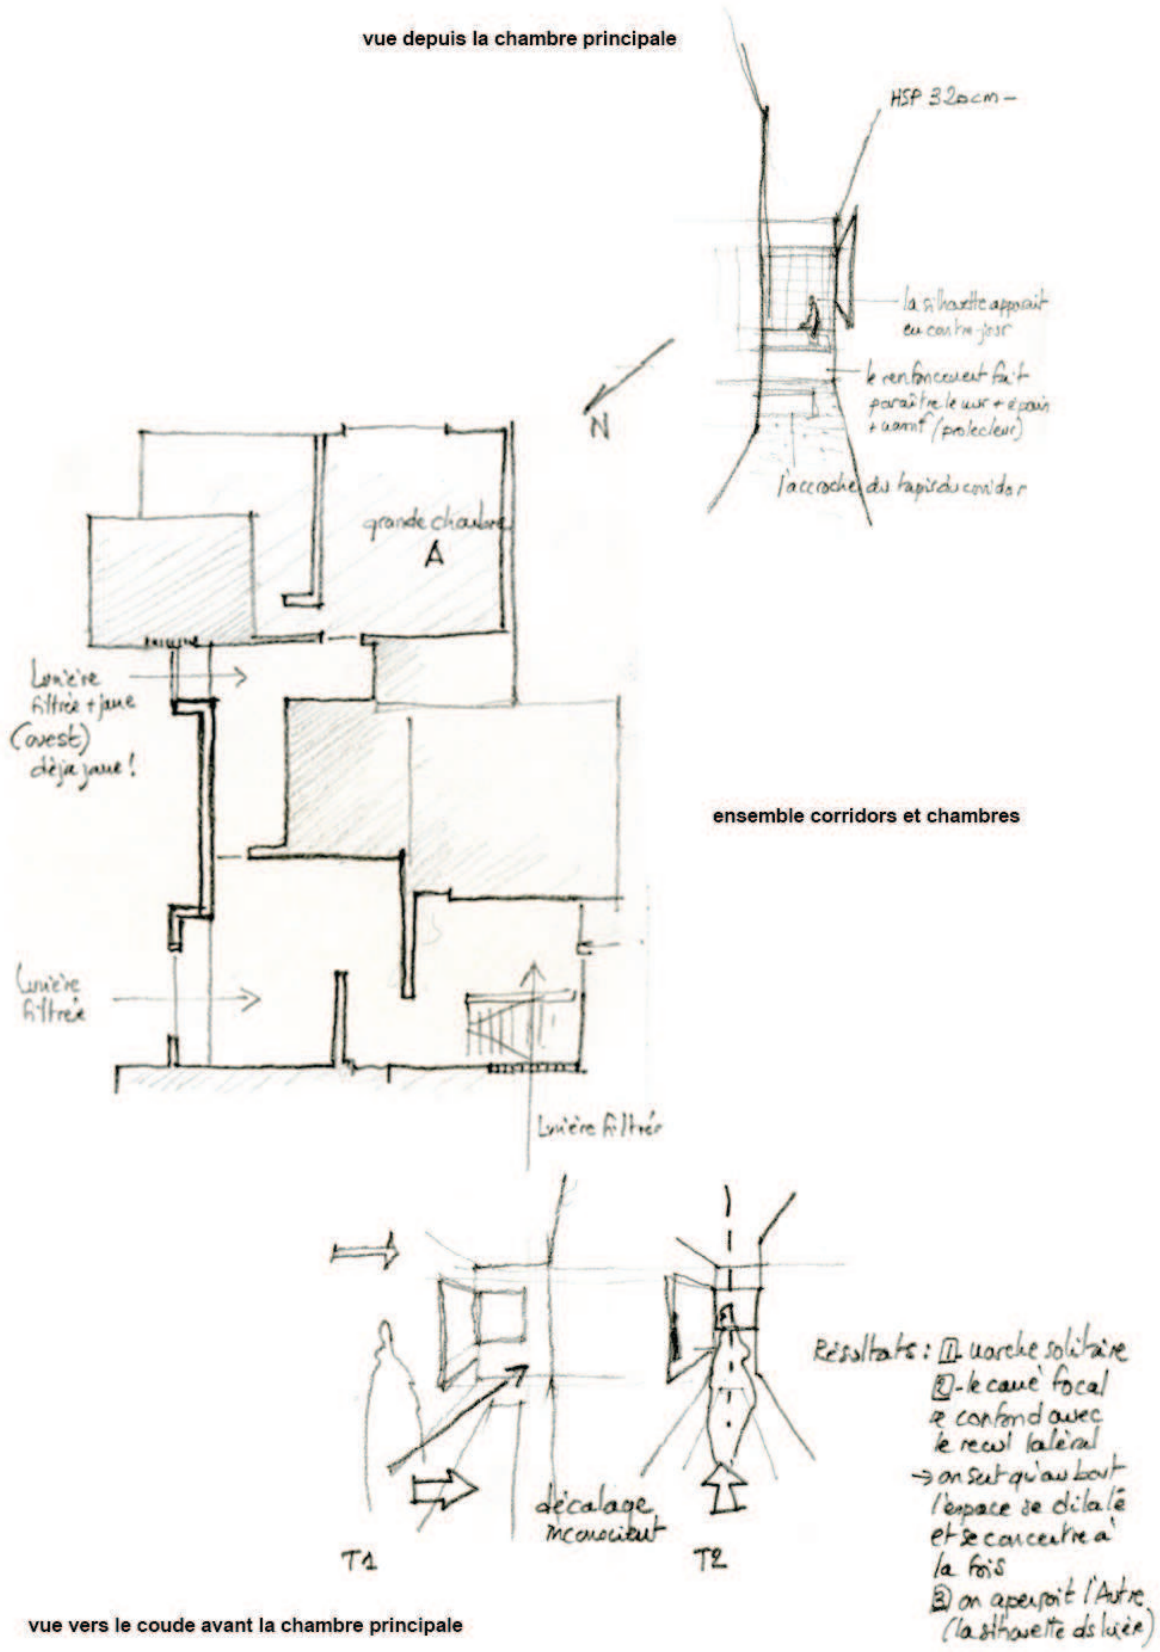 vue depuis la chambre principale
HSP 320cm -
la silhouette apparait
en contre-jour
le renfoncement fait
paraître le mur + épais
+ massif (protecteur)
l'accroche du tapis du corridor
N
grande chambre
A
Lumière
filtrée + jaune
(ouest)
déjà jaune !
ensemble corridors et chambres
Lumière
filtrée
Lumière filtrée
Résultats : 1- marche solitaire
2- le carré focal
se confond avec
le recul latéral
→ on sent qu'au bout
l'espace se dilate
et se concentre à
la fois
3 on aperçoit l'Autre
(la silhouette ds
décalage
inconscient
T1
T2
vue vers le coude avant la chambre principale